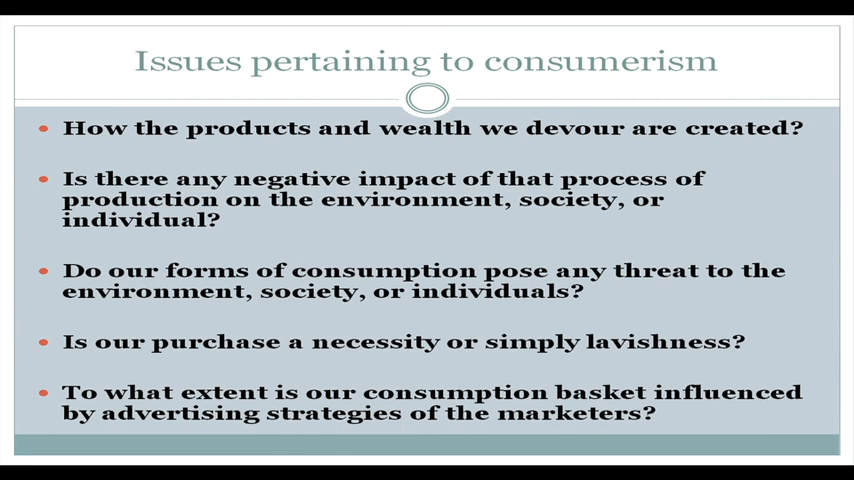 Issues pertaining to consumerism
How the products and wealth we devour are created?
Is there any negative impact of that process of
production on the environment, society, or
individual?
Do our forms of consumption pose any threat to the
environment, society, or individuals?
Is our purchase a necessity or simply lavishness?
To what extent is our consumption basket influenced
by advertising strategies of the marketers?